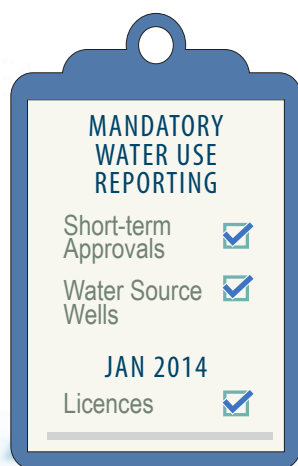 MANDATORY
WATER USE
REPORTING
Short-term
Approvals
Water Source
Wells
JAN 2014
Licences